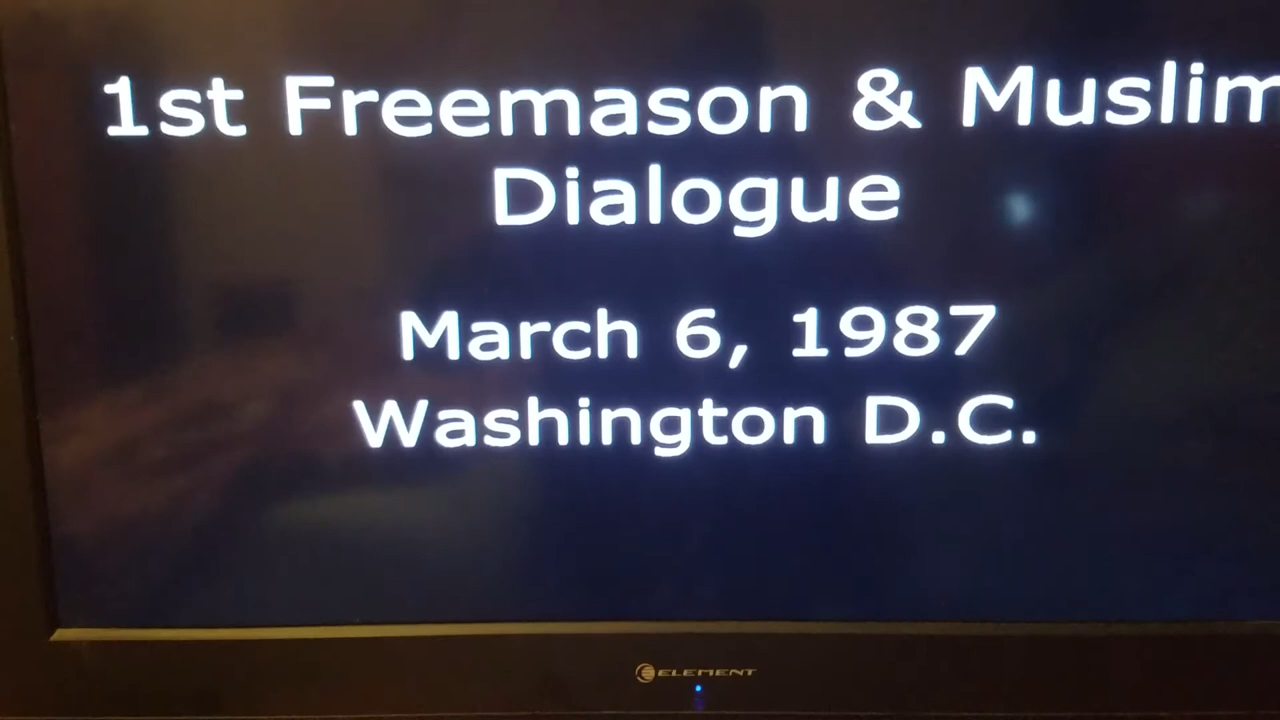 1st Freemason & Muslim
Dialogue
March 6, 1987
Washington D.C.
ELEMENT